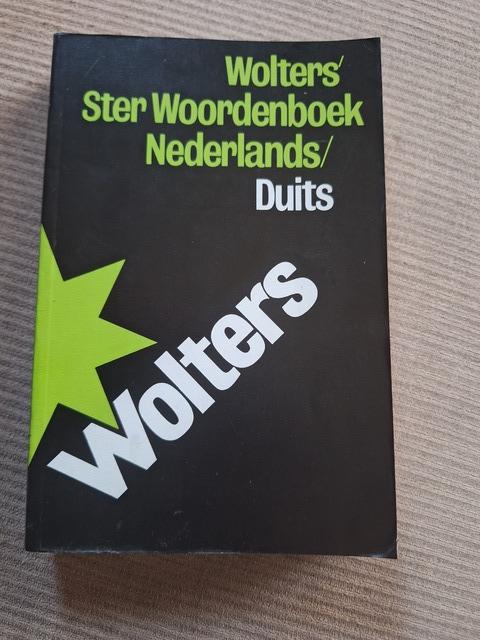 Wolters'
Ster Woordenboek
Nederlands/
Duits
Wolters